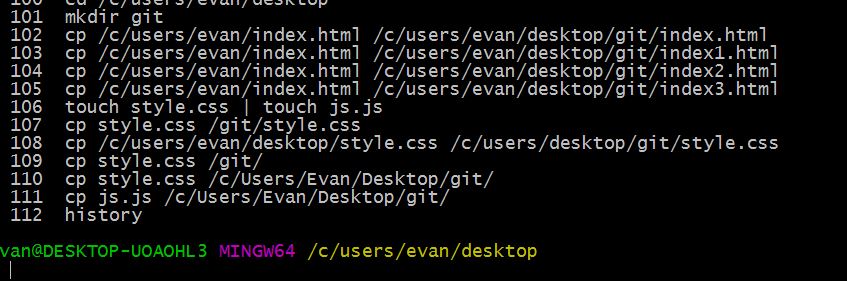 100 cd /c/users/evan/desktop
101 mkdir git
102 cp /c/users/evan/index.html /c/users/evan/desktop/git/index.html
103 cp /c/users/evan/index.html /c/users/evan/desktop/git/index1.html
104 cp /c/users/evan/index.html /c/users/evan/desktop/git/index2.html
105 cp /c/users/evan/index.html /c/users/evan/desktop/git/index3.html
106 touch style.css | touch js.js
107 cp style.css /git/style.css
108 cp /c/users/evan/desktop/style.css /c/users/desktop/git/style.css
109 cp style.css /git/
110 cp style.css /c/Users/Evan/Desktop/git/
111 cp js.js /c/Users/Evan/Desktop/git/
112 history
van@DESKTOP-UOAOHL3 MINGW64 /c/users/evan/desktop